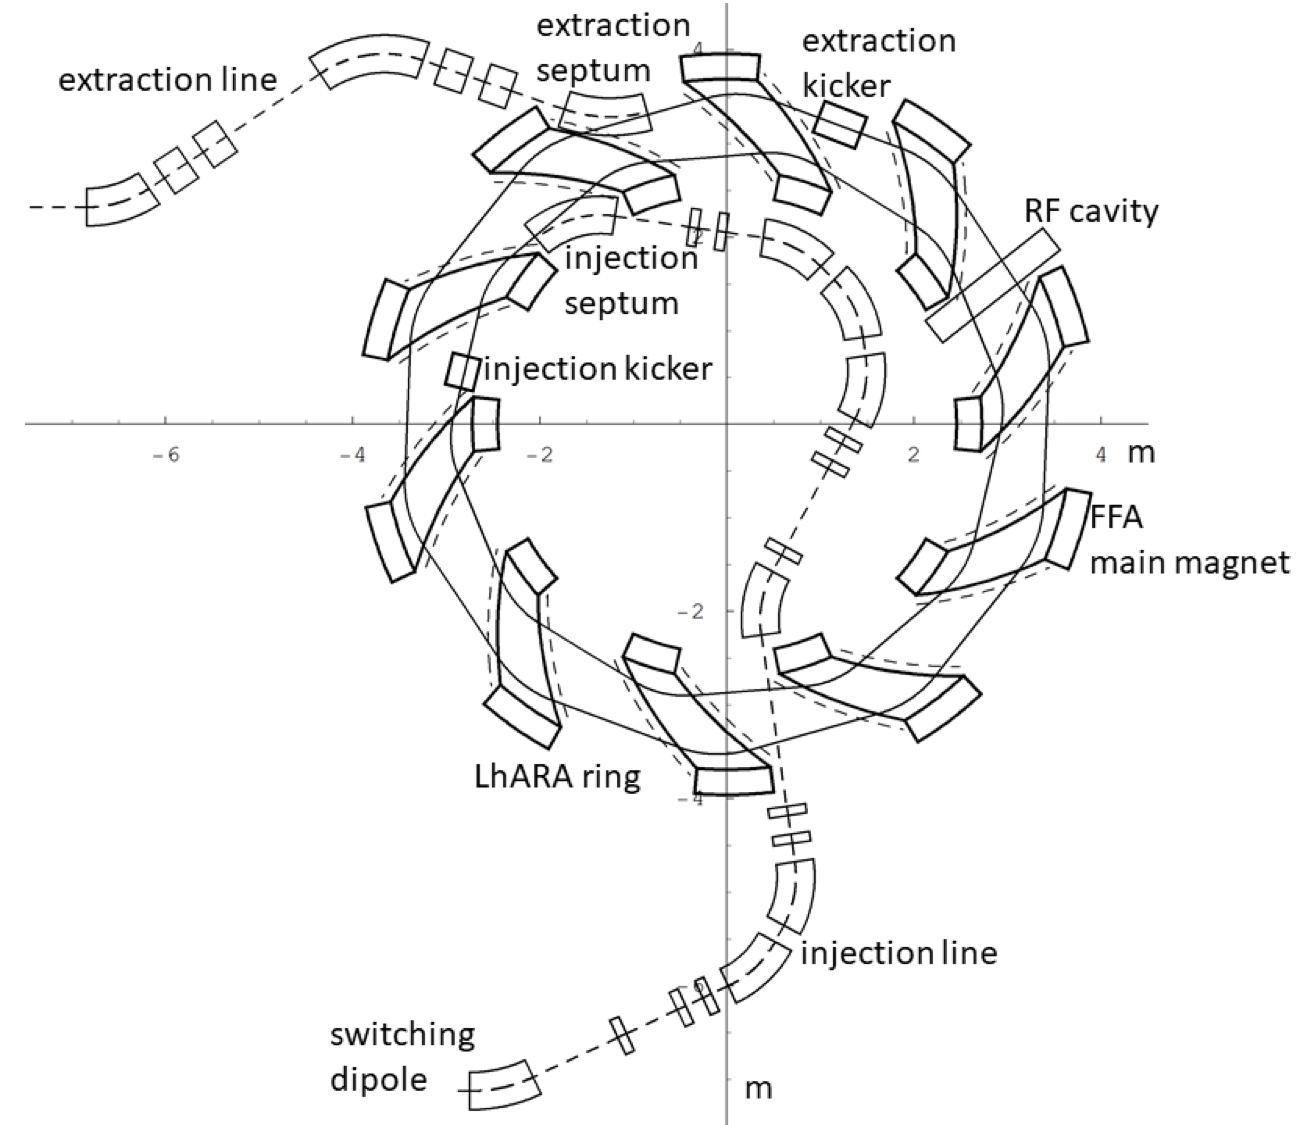 extraction
septum
extraction
kicker
extraction line
4
RF cavity
2
injection
septum
injection kicker
-6
-4
-2
2
4
m
FFA
main magnet
-2
LhARA ring
-4
injection line
-6
switching
dipole
m